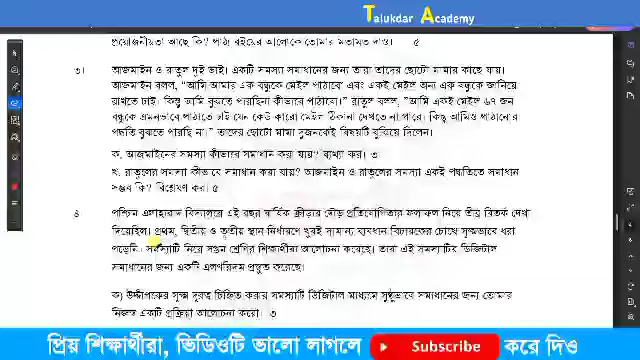 Talukdar Academy
প্রয়োজনীয়তা আছে কি? পাঠ্য বইয়ের আলোকে তোমার মতামত দাও। ৫
৩। আজমাইন ও রাতুল দুই ভাই। একটি সমস্যা সমাধানের জন্য তারা তাদের ছোটো মামার কাছে যায়।
আজমাইন বলল, "আমি আমার এক বন্ধুকে মেইল পাঠাবো এবং একই মেইল অন্য এক বন্ধুকে জানিয়ে
রাখতে চাই। কিন্তু আমি বুঝতে পারছিনা কীভাবে পাঠাবো।" রাতুল বলল, "আমি একই মেইল ৬৭ জন
বন্ধুকে এমনভাবে পাঠাতে চাই যেন কেউ কারো মেইল ঠিকানা দেখতে না পারে। কিন্তু আমিও পাঠানোর
পদ্ধতি বুঝতে পারছি না।" তাদের ছোটো মামা দুজনকেই বিষয়টি বুঝিয়ে দিলেন।
ক. আজমাইনের সমস্যা কীভাবে সমাধান করা যায়? ব্যাখ্যা কর। ৩
খ. রাতুলের সমস্যা কীভাবে সমাধান করা যায়? আজমাইন ও রাতুলের সমস্যা একই পদ্ধতিতে সমাধান
সম্ভব কি? বিশ্লেষণ কর। ৫
৪ পশ্চিম এলাহাবাদ বিদ্যালয়ে এই বছর বার্ষিক ক্রীড়ার দৌড় প্রতিযোগিতার ফলাফল নিয়ে তীব্র বিতর্ক দেখা
দিয়েছিল। প্রথম, দ্বিতীয় ও তৃতীয় স্থান নির্ধারণে খুবই সামান্য ব্যবধান বিচারকের চোখে সূক্ষ্মভাবে ধরা
পড়েনি। সমস্যাটি নিয়ে সপ্তম শ্রেণির শিক্ষার্থীরা আলোচনা করেছে। তারা এই সমস্যাটির ডিজিটাল
সমাধানের জন্য একটি এলগরিদম প্রস্তুত করেছে।
ক) উদ্দীপকের সূক্ষ্ম দূরত্ব চিহ্নিত করার সমস্যাটি ডিজিটাল মাধ্যমে সুষ্ঠুভাবে সমাধানের জন্য তোমার
নিজস্ব একটি প্রক্রিয়া আলোচনা করো। ৩
প্রিয় শিক্ষার্থীরা, ভিডিওটি ভালো লাগলে Subscribe করে দিও